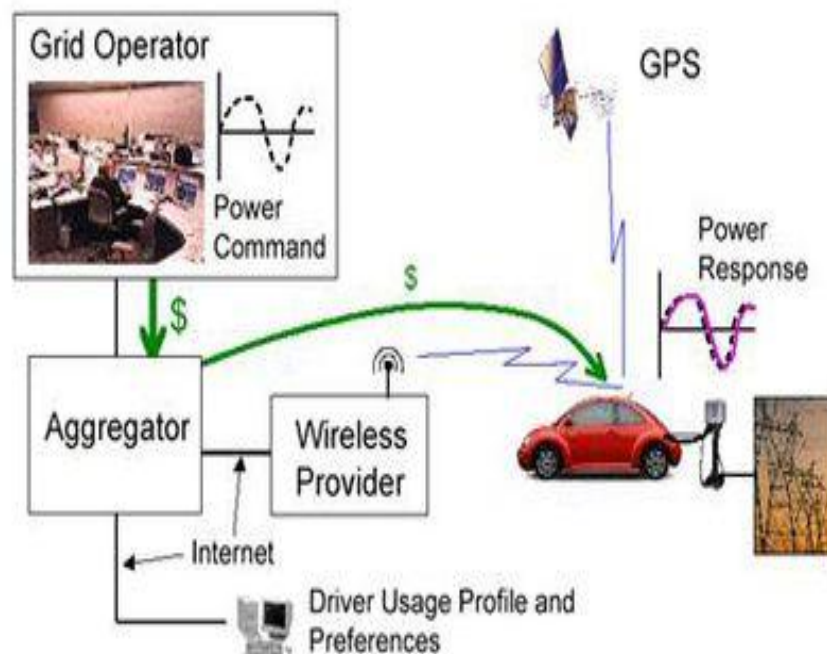 Grid Operator
Power
Command
GPS
Power
Response
$
$
Aggregator
Wireless
Provider
Internet
Driver Usage Profile and
Preferences